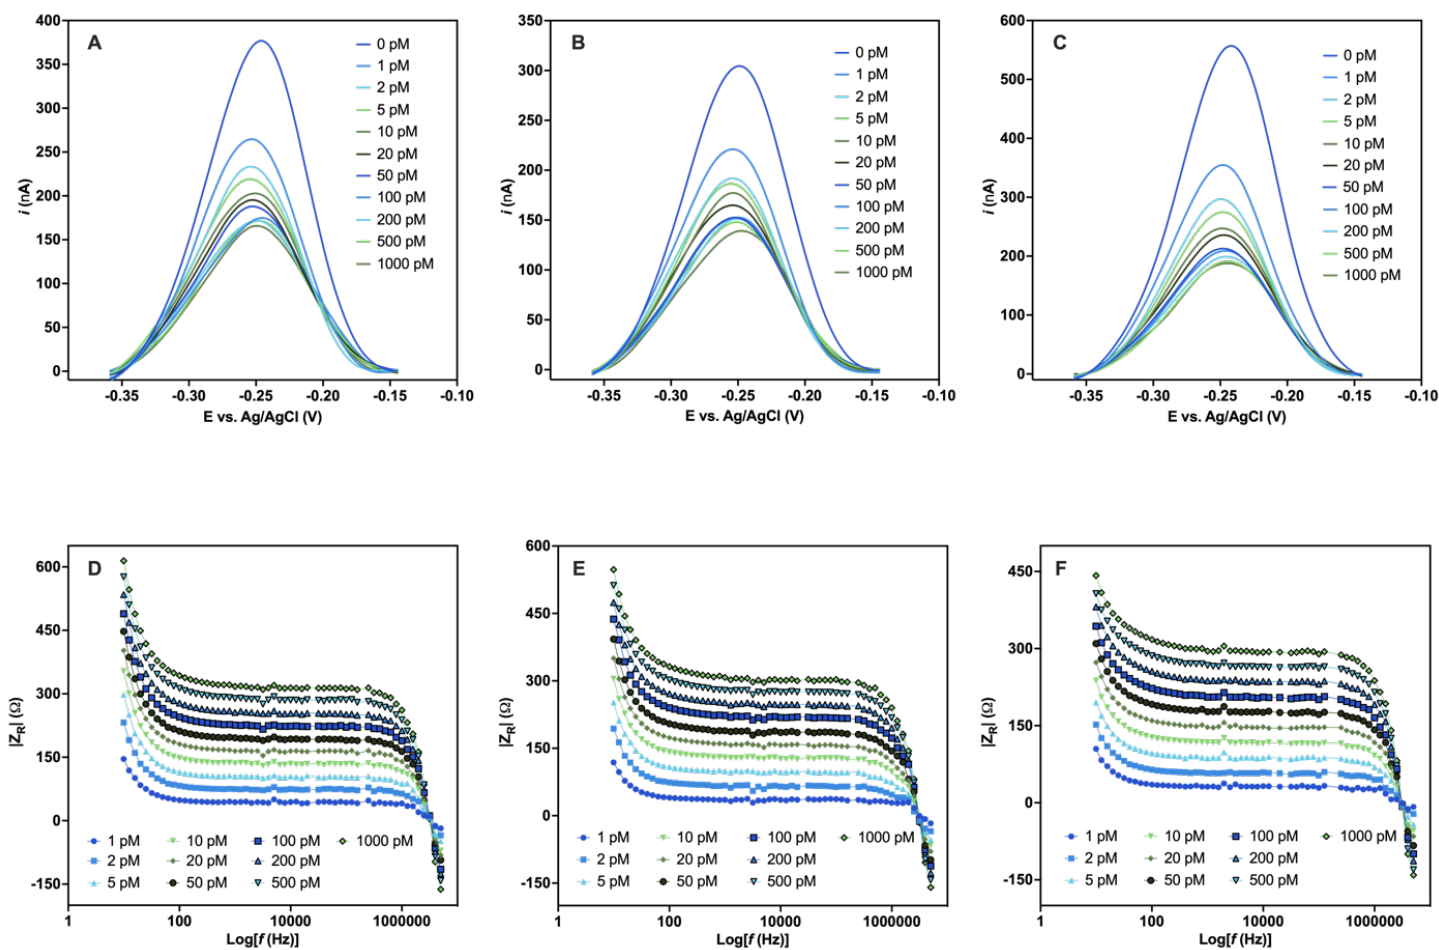 A
400
350
300
250
200
150
100
50
0
i (nA)
-0.35 -0.30 -0.25 -0.20 -0.15 -0.10
E vs. Ag/AgCl (V)
0 pM
1 pM
2 pM
5 pM
10 pM
20 pM
50 pM
100 pM
200 pM
500 pM
1000 pM
B
350
300
250
200
150
100
50
0
i (nA)
-0.35 -0.30 -0.25 -0.20 -0.15 -0.10
E vs. Ag/AgCl (V)
0 pM
1 pM
2 pM
5 pM
10 pM
20 pM
50 pM
100 pM
200 pM
500 pM
1000 pM
C
600
500
400
300
200
100
0
i (nA)
-0.35 -0.30 -0.25 -0.20 -0.15 -0.10
E vs. Ag/AgCl (V)
0 pM
1 pM
2 pM
5 pM
10 pM
20 pM
50 pM
100 pM
200 pM
500 pM
1000 pM
D
600
450
300
150
0
-150
|ZR| (Ω)
1 pM 10 pM 100 pM 1000 pM
2 pM 20 pM 200 pM
5 pM 50 pM 500 pM
1 100 10000 1000000
Log[f (Hz)]
E
600
450
300
150
0
-150
|ZR| (Ω)
1 pM 10 pM 100 pM 1000 pM
2 pM 20 pM 200 pM
5 pM 50 pM 500 pM
1 100 10000 1000000
Log[f (Hz)]
F
450
300
150
0
-150
|ZR| (Ω)
1 pM 10 pM 100 pM 1000 pM
2 pM 20 pM 200 pM
5 pM 50 pM 500 pM
1 100 10000 1000000
Log[f (Hz)]